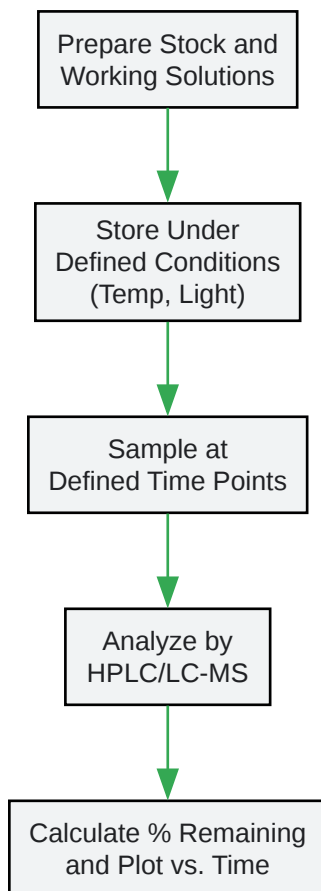 Prepare Stock and
Working Solutions
Store Under
Defined Conditions
(Temp, Light)
Sample at
Defined Time Points
Analyze by
HPLC/LC-MS
Calculate % Remaining
and Plot vs. Time